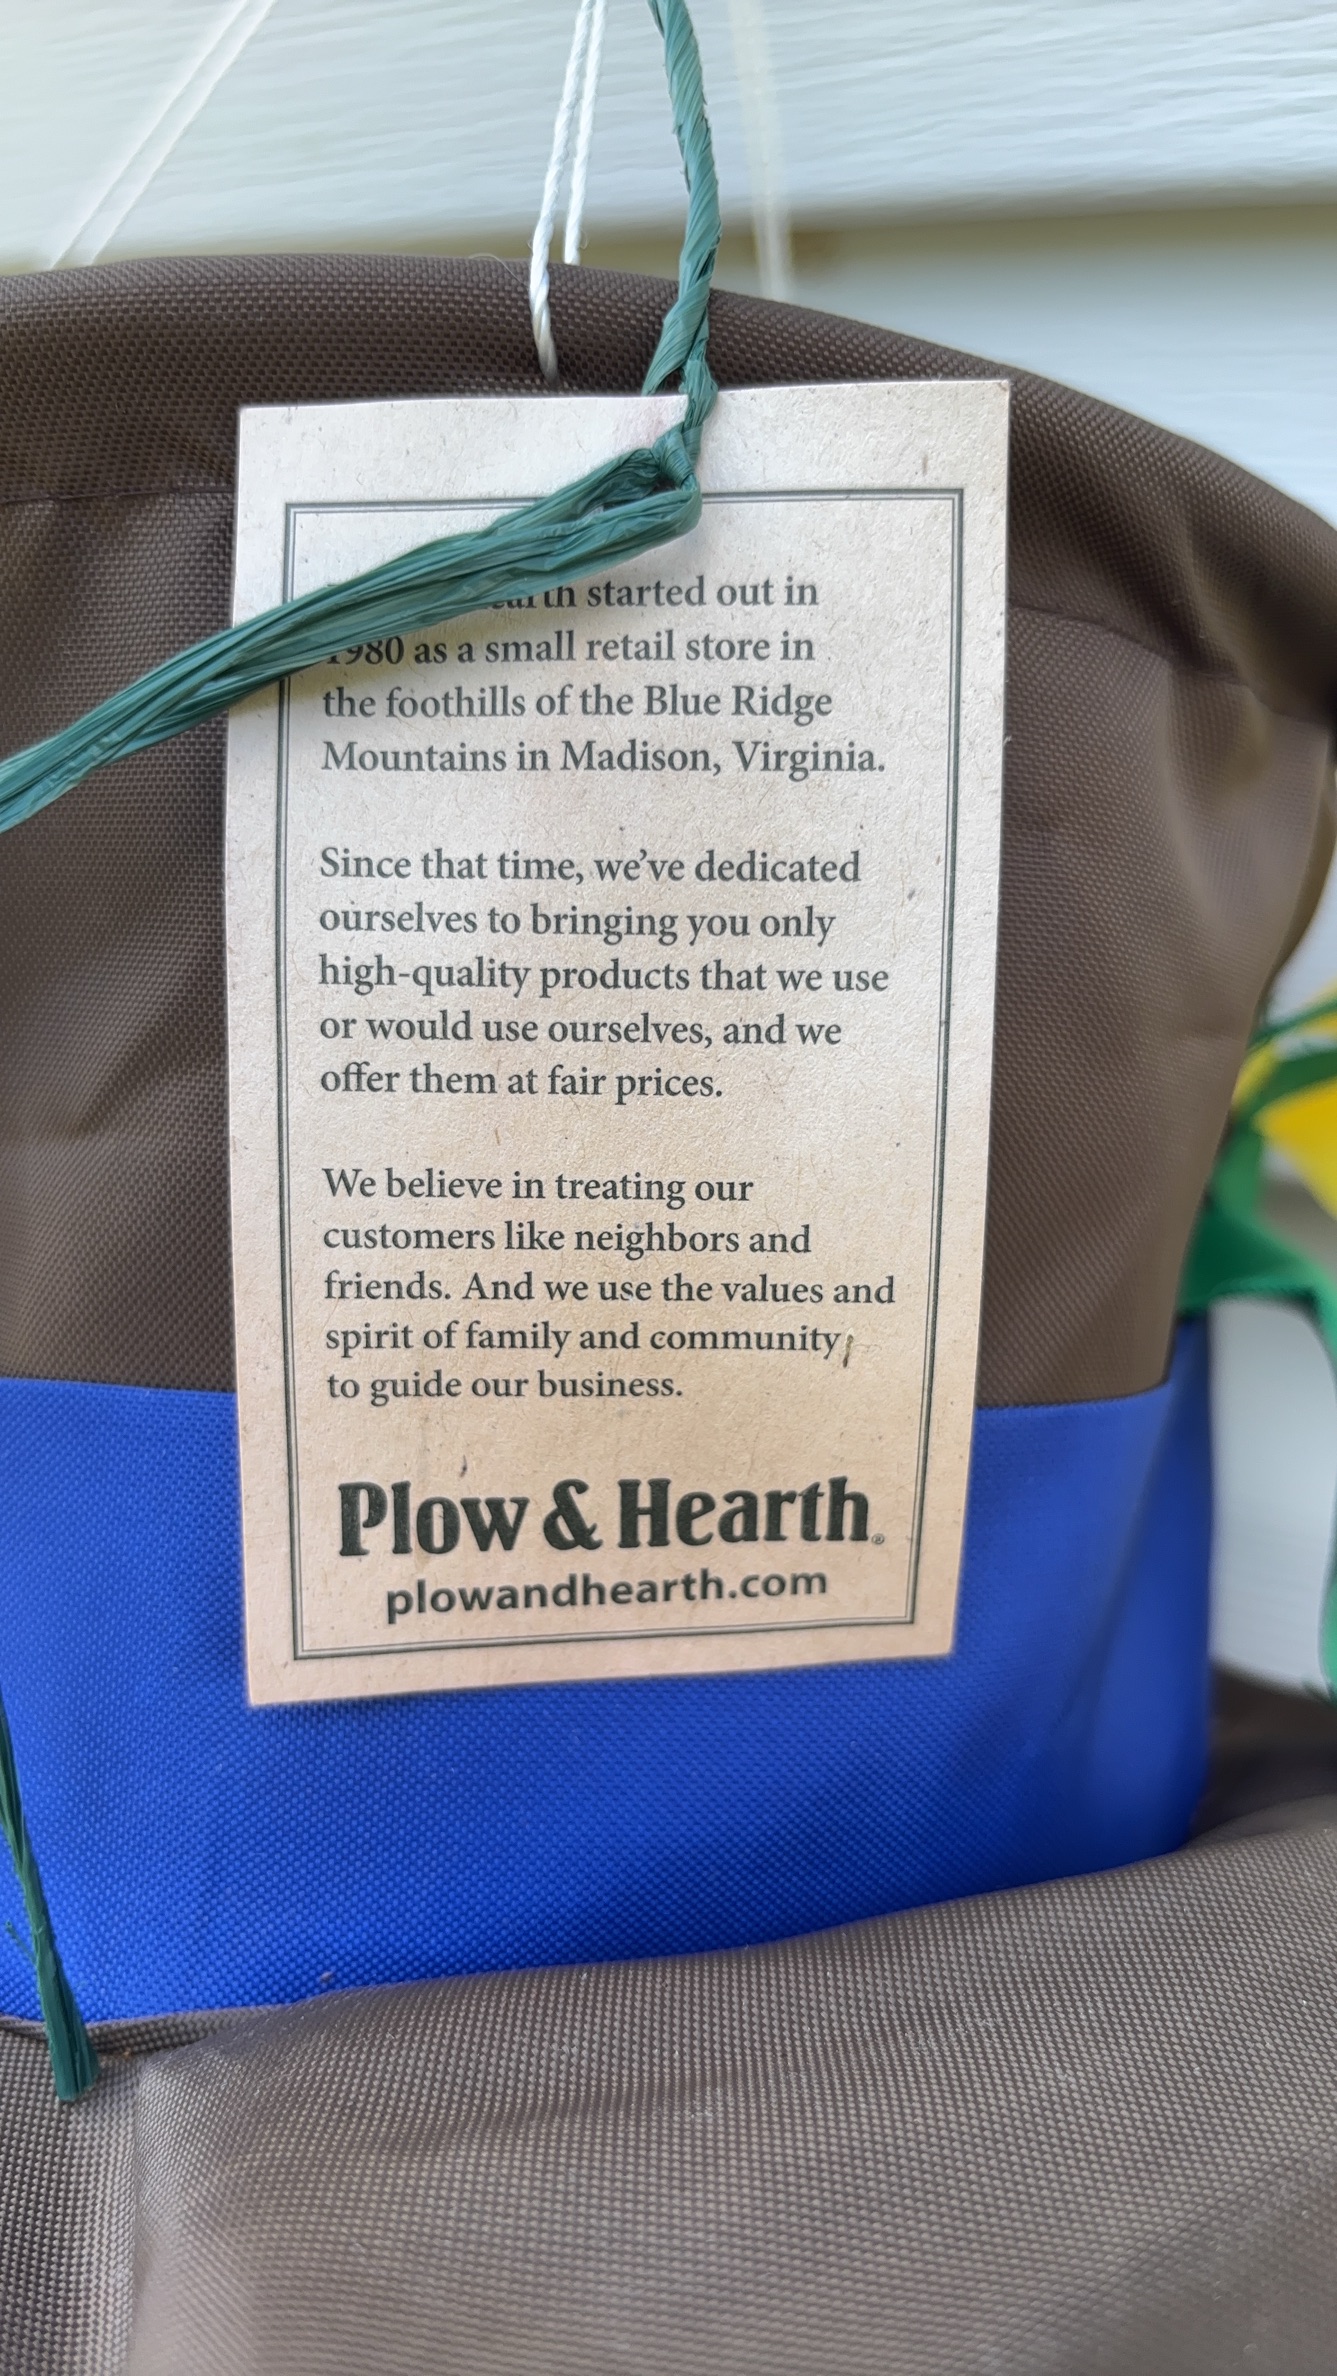 started out in
1980 as a small retail store in
the foothills of the Blue Ridge
Mountains in Madison, Virginia.
Since that time, we've dedicated
ourselves to bringing you only
high-quality products that we use
or would use ourselves, and we
offer them at fair prices.
We believe in treating our
customers like neighbors and
friends. And we use the values and
spirit of family and community
to guide our business.
Plow & Hearth®
plowandhearth.com